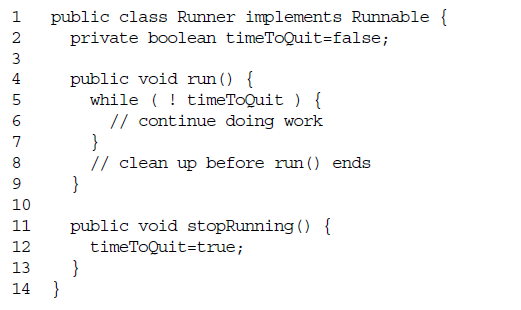 1 public class Runner implements Runnable {
2 private boolean timeToQuit=false;
3
4 public void run() {
5 while ( ! timeToQuit ) {
6 // continue doing work
7 }
8 // clean up before run() ends
9 }
10
11 public void stopRunning() {
12 timeToQuit=true;
13 }
14 }